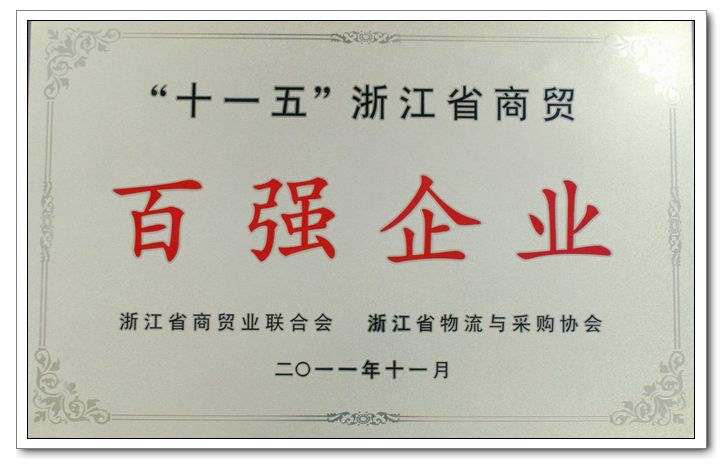 “十一五”浙江省商贸
百强企业
浙江省商贸业联合会 浙江省物流与采购协会
二〇一一年十一月